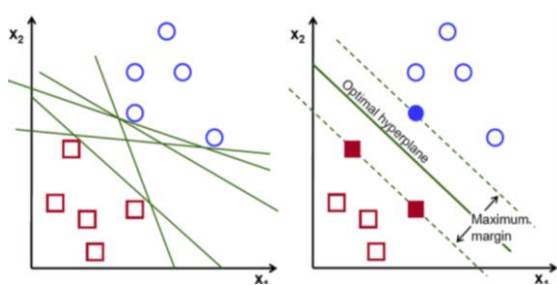 x₂
x₁
x₂
Optimal hyperplane
Maximum
margin
x₁